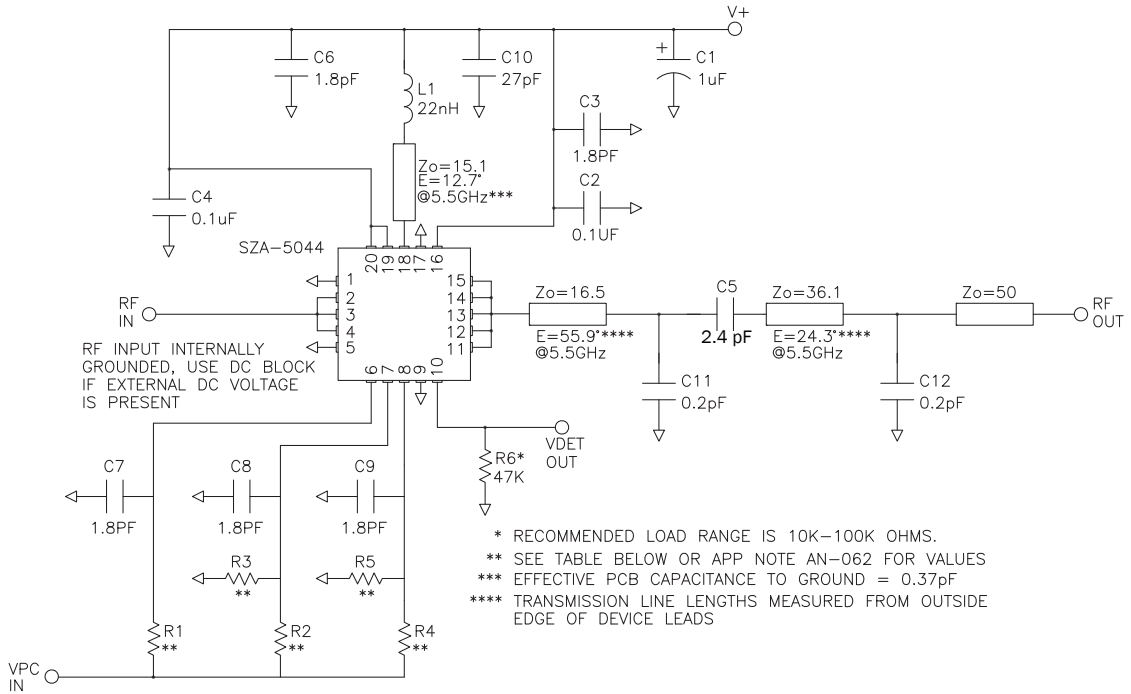 V+
C6
1.8pF
C10
27pF
+
C1
1uF
L1
22nH
C3
1.8PF
Zo=15.1
E=12.7°
@5.5GHz***
C4
0.1uF
C2
0.1UF
SZA-5044
20
19
18
17
16
1
2
3
4
5
15
14
13
12
11
6
7
8
9
10
RF
IN
RF INPUT INTERNALLY
GROUNDED, USE DC BLOCK
IF EXTERNAL DC VOLTAGE
IS PRESENT
Zo=16.5
E=55.9°****
@5.5GHz
C5
2.4 pF
Zo=36.1
E=24.3°****
@5.5GHz
Zo=50
RF
OUT
C11
0.2pF
C12
0.2pF
VDET
OUT
R6*
47K
C7
1.8PF
C8
1.8PF
C9
1.8PF
R3
**
R5
**
R1
**
R2
**
R4
**
VPC
IN
* RECOMMENDED LOAD RANGE IS 10K-100K OHMS.
** SEE TABLE BELOW OR APP NOTE AN-062 FOR VALUES
*** EFFECTIVE PCB CAPACITANCE TO GROUND = 0.37pF
**** TRANSMISSION LINE LENGTHS MEASURED FROM OUTSIDE
EDGE OF DEVICE LEADS